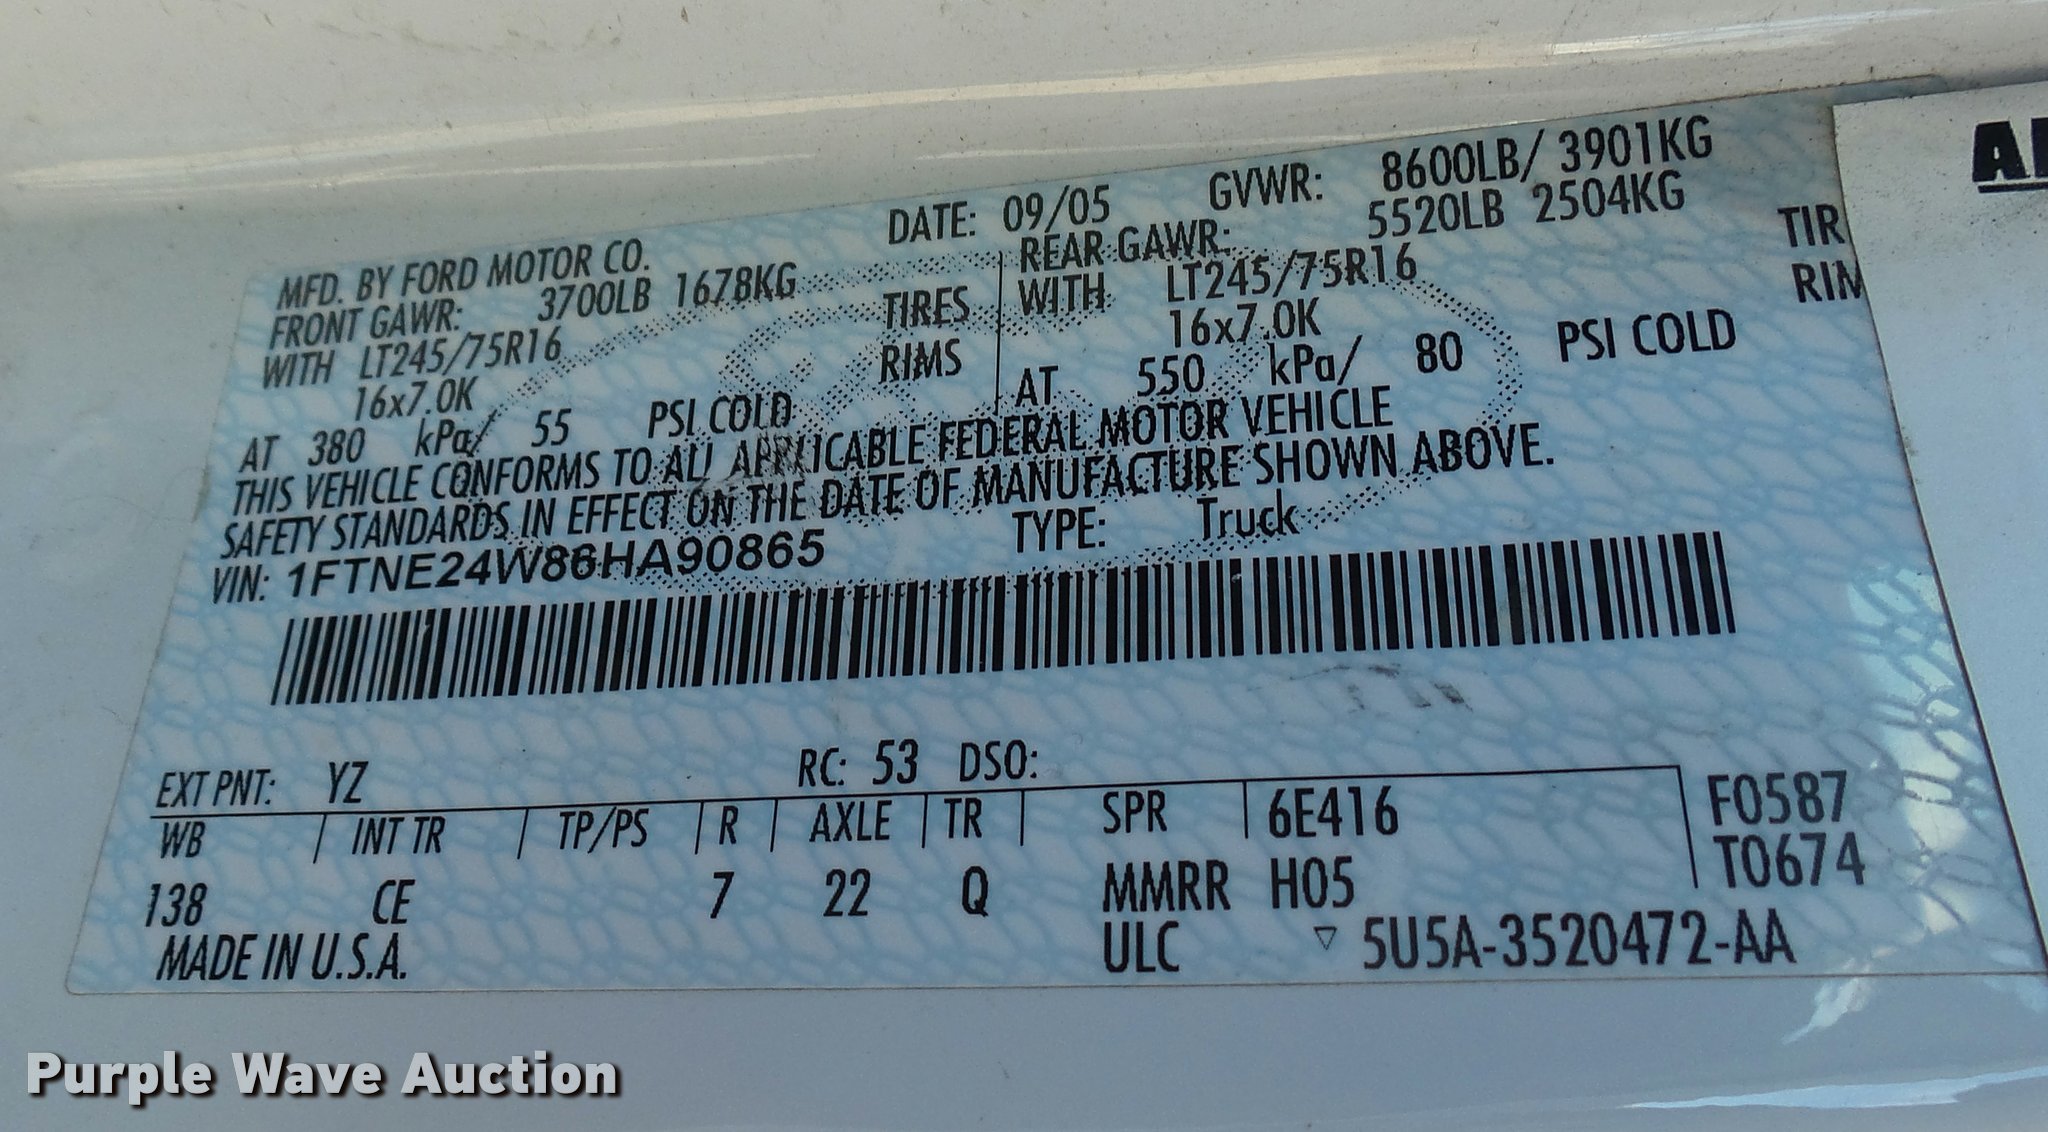 MFD. BY FORD MOTOR CO. DATE: 09/05 GVWR: 8600LB/ 3901KG
FRONT GAWR: 3700LB 1678KG REAR GAWR: 5520LB 2504KG
WITH LT245/75R16 TIRES WITH LT245/75R16 TIR
16x7.0K RIMS 16x7.0K RIM
AT 380 kPa/ 55 PSI COLD AT 550 kPa/ 80 PSI COLD
THIS VEHICLE CONFORMS TO ALL APPLICABLE FEDERAL MOTOR VEHICLE
SAFETY STANDARDS IN EFFECT ON THE DATE OF MANUFACTURE SHOWN ABOVE.
VIN: 1FTNE24W86HA90865 TYPE: Truck
EXT PNT: YZ RC: 53 DSO:
WB INT TR TP/PS R AXLE TR SPR 6E416 F0587
138 CE 7 22 Q MMRR H05 T0674
MADE IN U.S.A. ULC ▽ 5U5A-3520472-AA
Purple Wave Auction